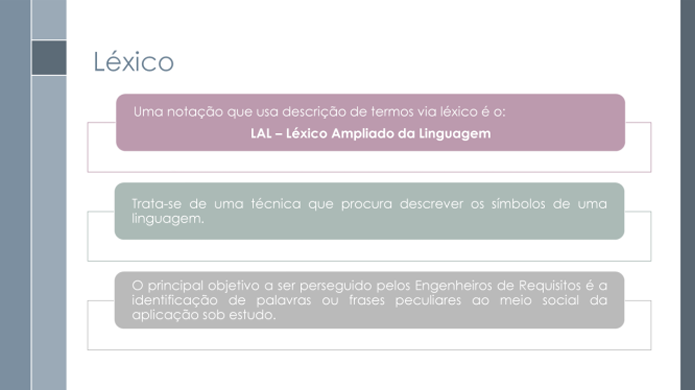 Léxico
Uma notação que usa descrição de termos via léxico é o:
LAL – Léxico Ampliado da Linguagem
Trata-se de uma técnica que procura descrever os símbolos de uma
linguagem.
O principal objetivo a ser perseguido pelos Engenheiros de Requisitos é a
identificação de palavras ou frases peculiares ao meio social da
aplicação sob estudo.